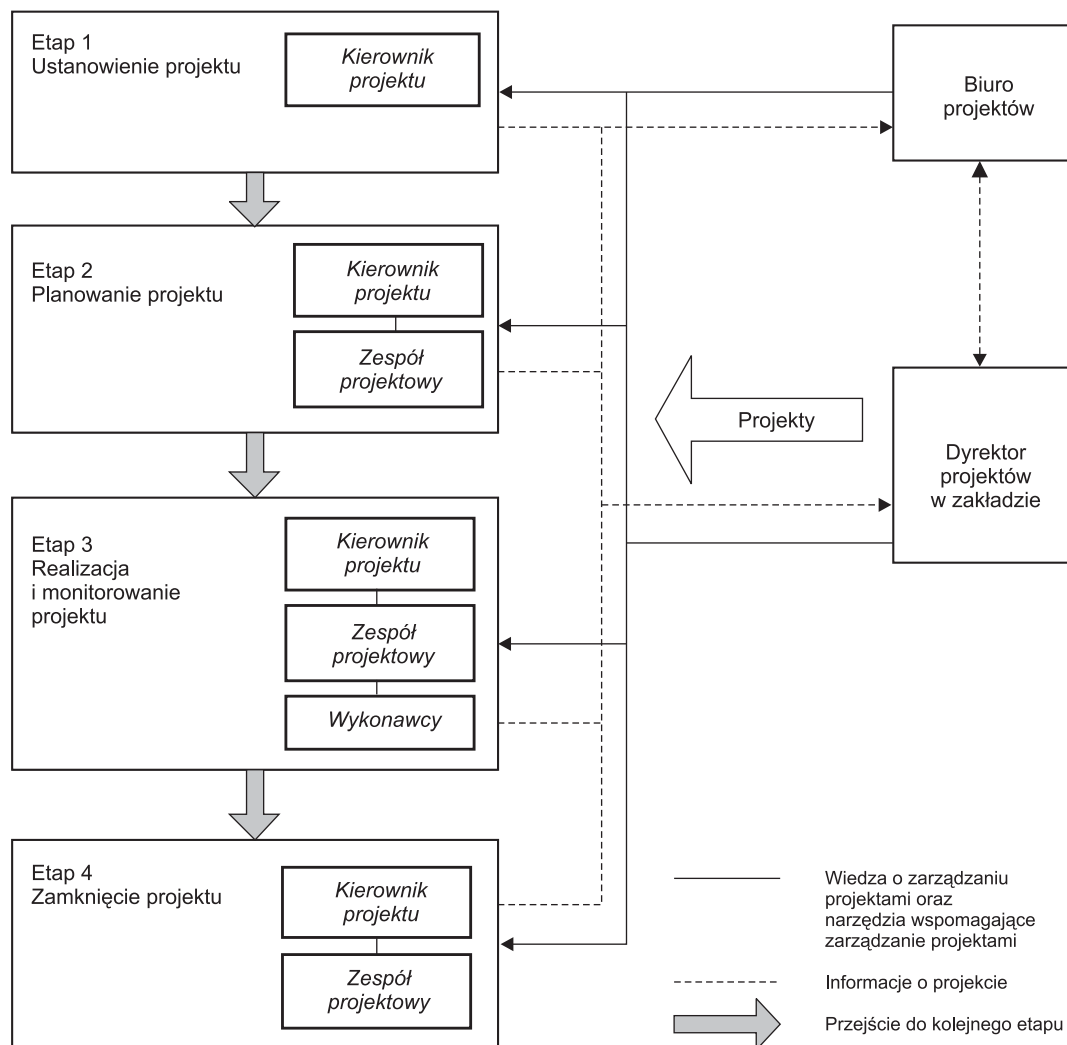 Etap 1
Ustanowienie projektu
Kierownik
projektu
Biuro
projektów
Etap 2
Planowanie projektu
Kierownik
projektu
Zespół
projektowy
Projekty
Dyrektor
projektów
w zakładzie
Etap 3
Realizacja
i monitorowanie
projektu
Kierownik
projektu
Zespół
projektowy
Wykonawcy
Etap 4
Zamknięcie projektu
Kierownik
projektu
Zespół
projektowy
Wiedza o zarządzaniu
projektami oraz
narzędzia wspomagające
zarządzanie projektami
Informacje o projekcie
Przejście do kolejnego etapu